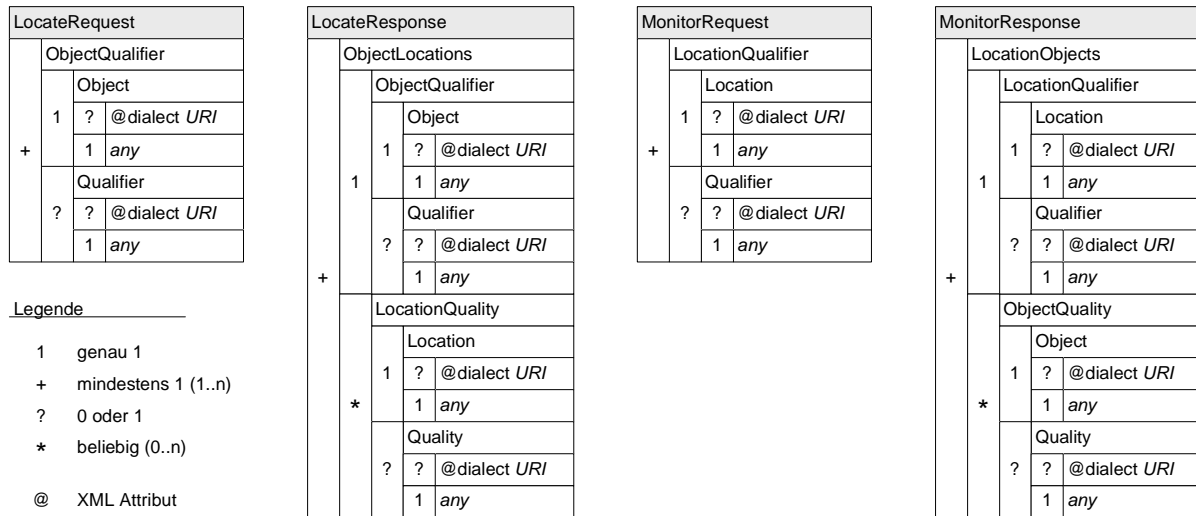 LocateRequest
ObjectQualifier
Object
1 ? @dialect URI
+ 1 any
Qualifier
? ? @dialect URI
1 any
Legende
1 genau 1
+ mindestens 1 (1..n)
? 0 oder 1
* beliebig (0..n)
@ XML Attribut
LocateResponse
ObjectLocations
ObjectQualifier
Object
1 ? @dialect URI
1 1 any
Qualifier
? ? @dialect URI
+ 1 any
LocationQuality
Location
1 ? @dialect URI
* 1 any
Quality
? ? @dialect URI
1 any
MonitorRequest
LocationQualifier
Location
1 ? @dialect URI
+ 1 any
Qualifier
? ? @dialect URI
1 any
MonitorResponse
LocationObjects
LocationQualifier
Location
1 ? @dialect URI
1 1 any
Qualifier
? ? @dialect URI
+ 1 any
ObjectQuality
Object
1 ? @dialect URI
* 1 any
Quality
? ? @dialect URI
1 any